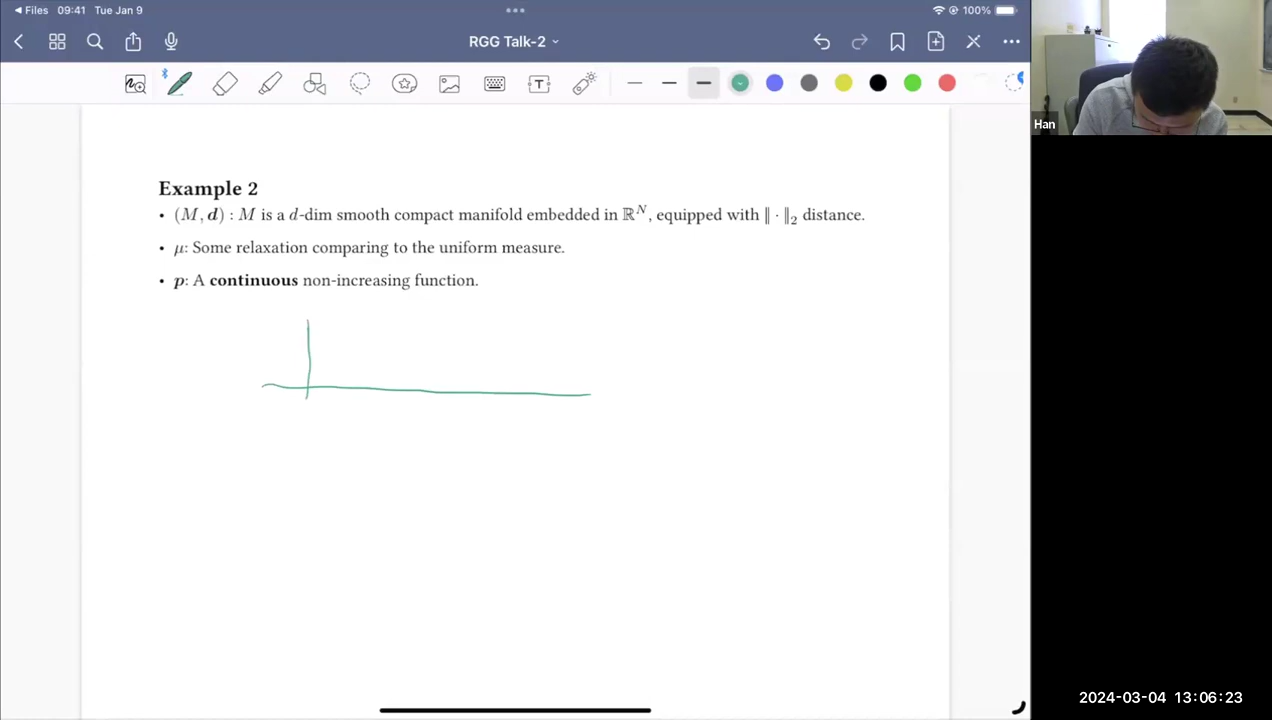 Files 09:41 Tue Jan 9 100%
RGG Talk-2
T
Han
Example 2
• (M, d) : M is a d-dim smooth compact manifold embedded in ℝᴺ, equipped with ‖ · ‖₂ distance.
• μ: Some relaxation comparing to the uniform measure.
• p: A continuous non-increasing function.
2024-03-04 13:06:23